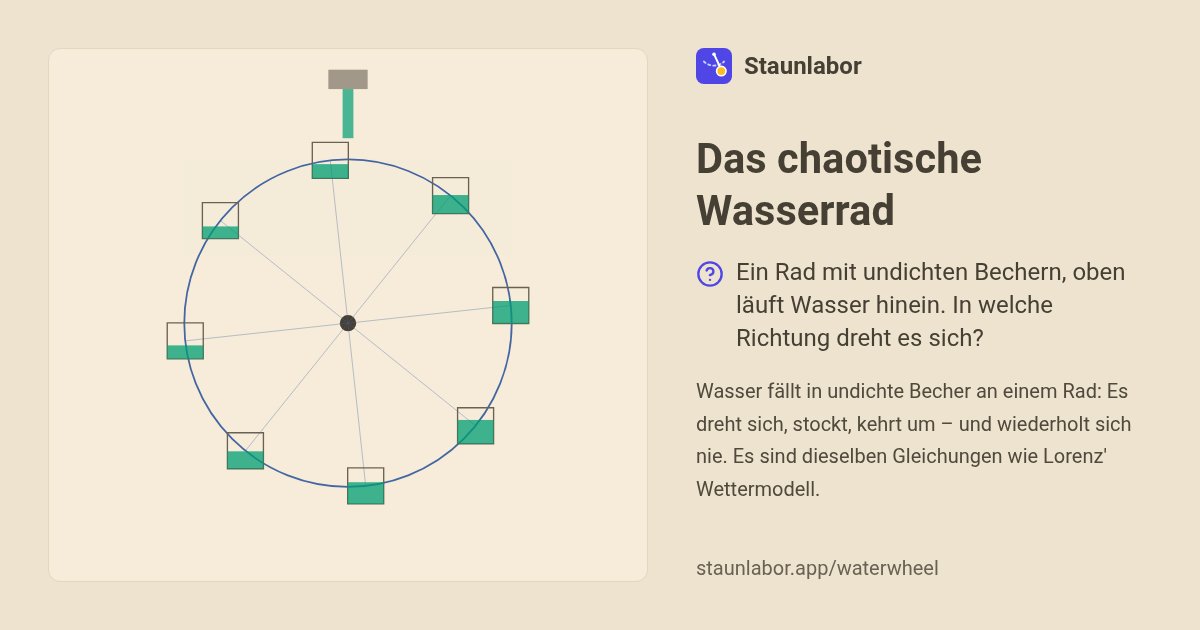 Staunlabor
Das chaotische
Wasserrad
Ein Rad mit undichten Bechern, oben
läuft Wasser hinein. In welche
Richtung dreht es sich?
Wasser fällt in undichte Becher an einem Rad: Es
dreht sich, stockt, kehrt um – und wiederholt sich
nie. Es sind dieselben Gleichungen wie Lorenz'
Wettermodell.
staunlabor.app/waterwheel